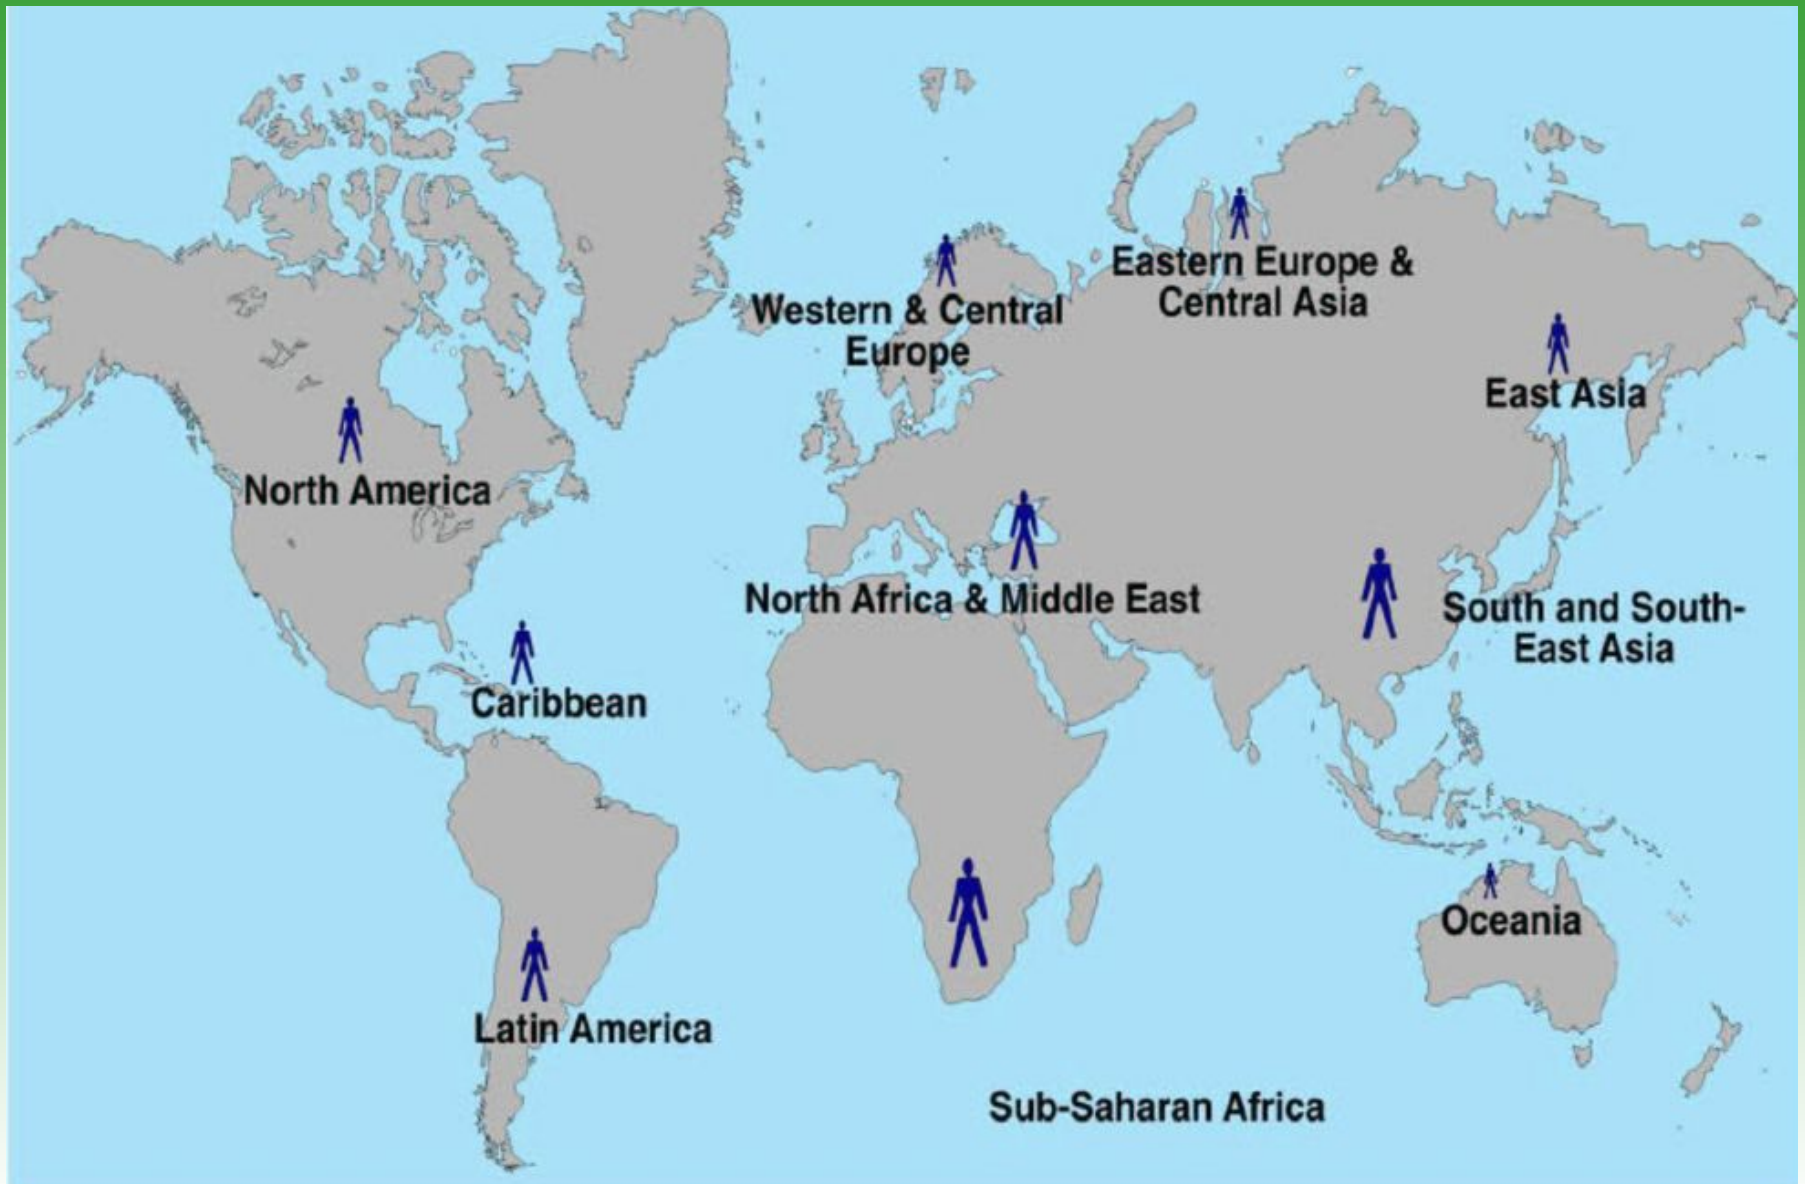 Eastern Europe &
Central Asia
Western & Central
Europe
East Asia
North America
North Africa & Middle East
South and South-
East Asia
Caribbean
Oceania
Latin America
Sub-Saharan Africa